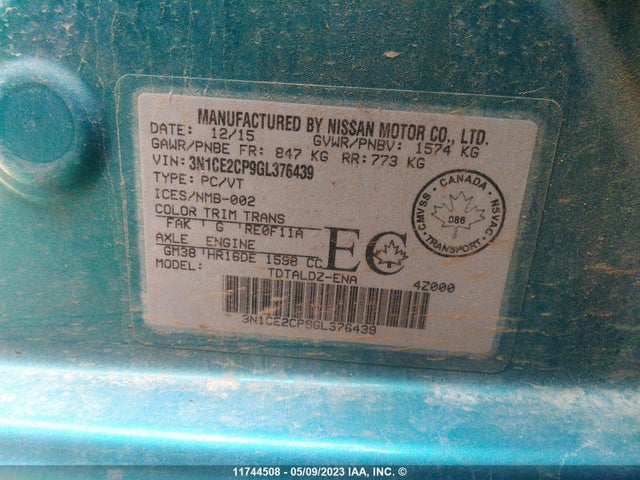 MANUFACTURED BY NISSAN MOTOR CO., LTD.
DATE: 12/15 GVWR/PNBV: 1574 KG
GAWR/PNBE FR: 847 KG RR: 773 KG
VIN: 3N1CE2CP9GL376439
TYPE: PC/VT
ICES/NMB-002
COLOR TRIM TRANS
FAK G RE0F11A
AXLE ENGINE
GM38 HR16DE 1598 CC
MODEL: TDTALDZ-ENA 4Z000
EC
CANADA
CMVSS NSVAC
086
TRANSPORT
3N1CE2CP9GL376439
11744508 - 05/09/2023 IAA, INC. ©